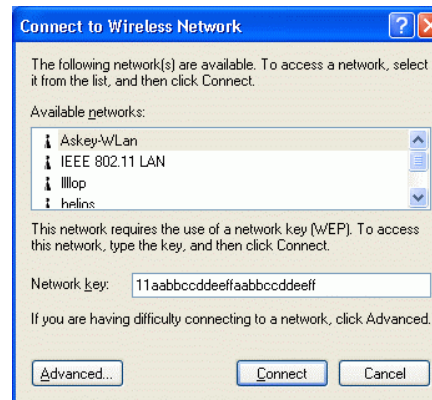 Connect to Wireless Network
The following network(s) are available. To access a network, select
it from the list, and then click Connect.
Available networks:
Askey-WLan
IEEE 802.11 LAN
llllop
helios
This network requires the use of a network key (WEP). To access
this network, type the key, and then click Connect.
Network key: 11aabbccddeeffaabbccddeeff
If you are having difficulty connecting to a network, click Advanced.
Advanced... Connect Cancel